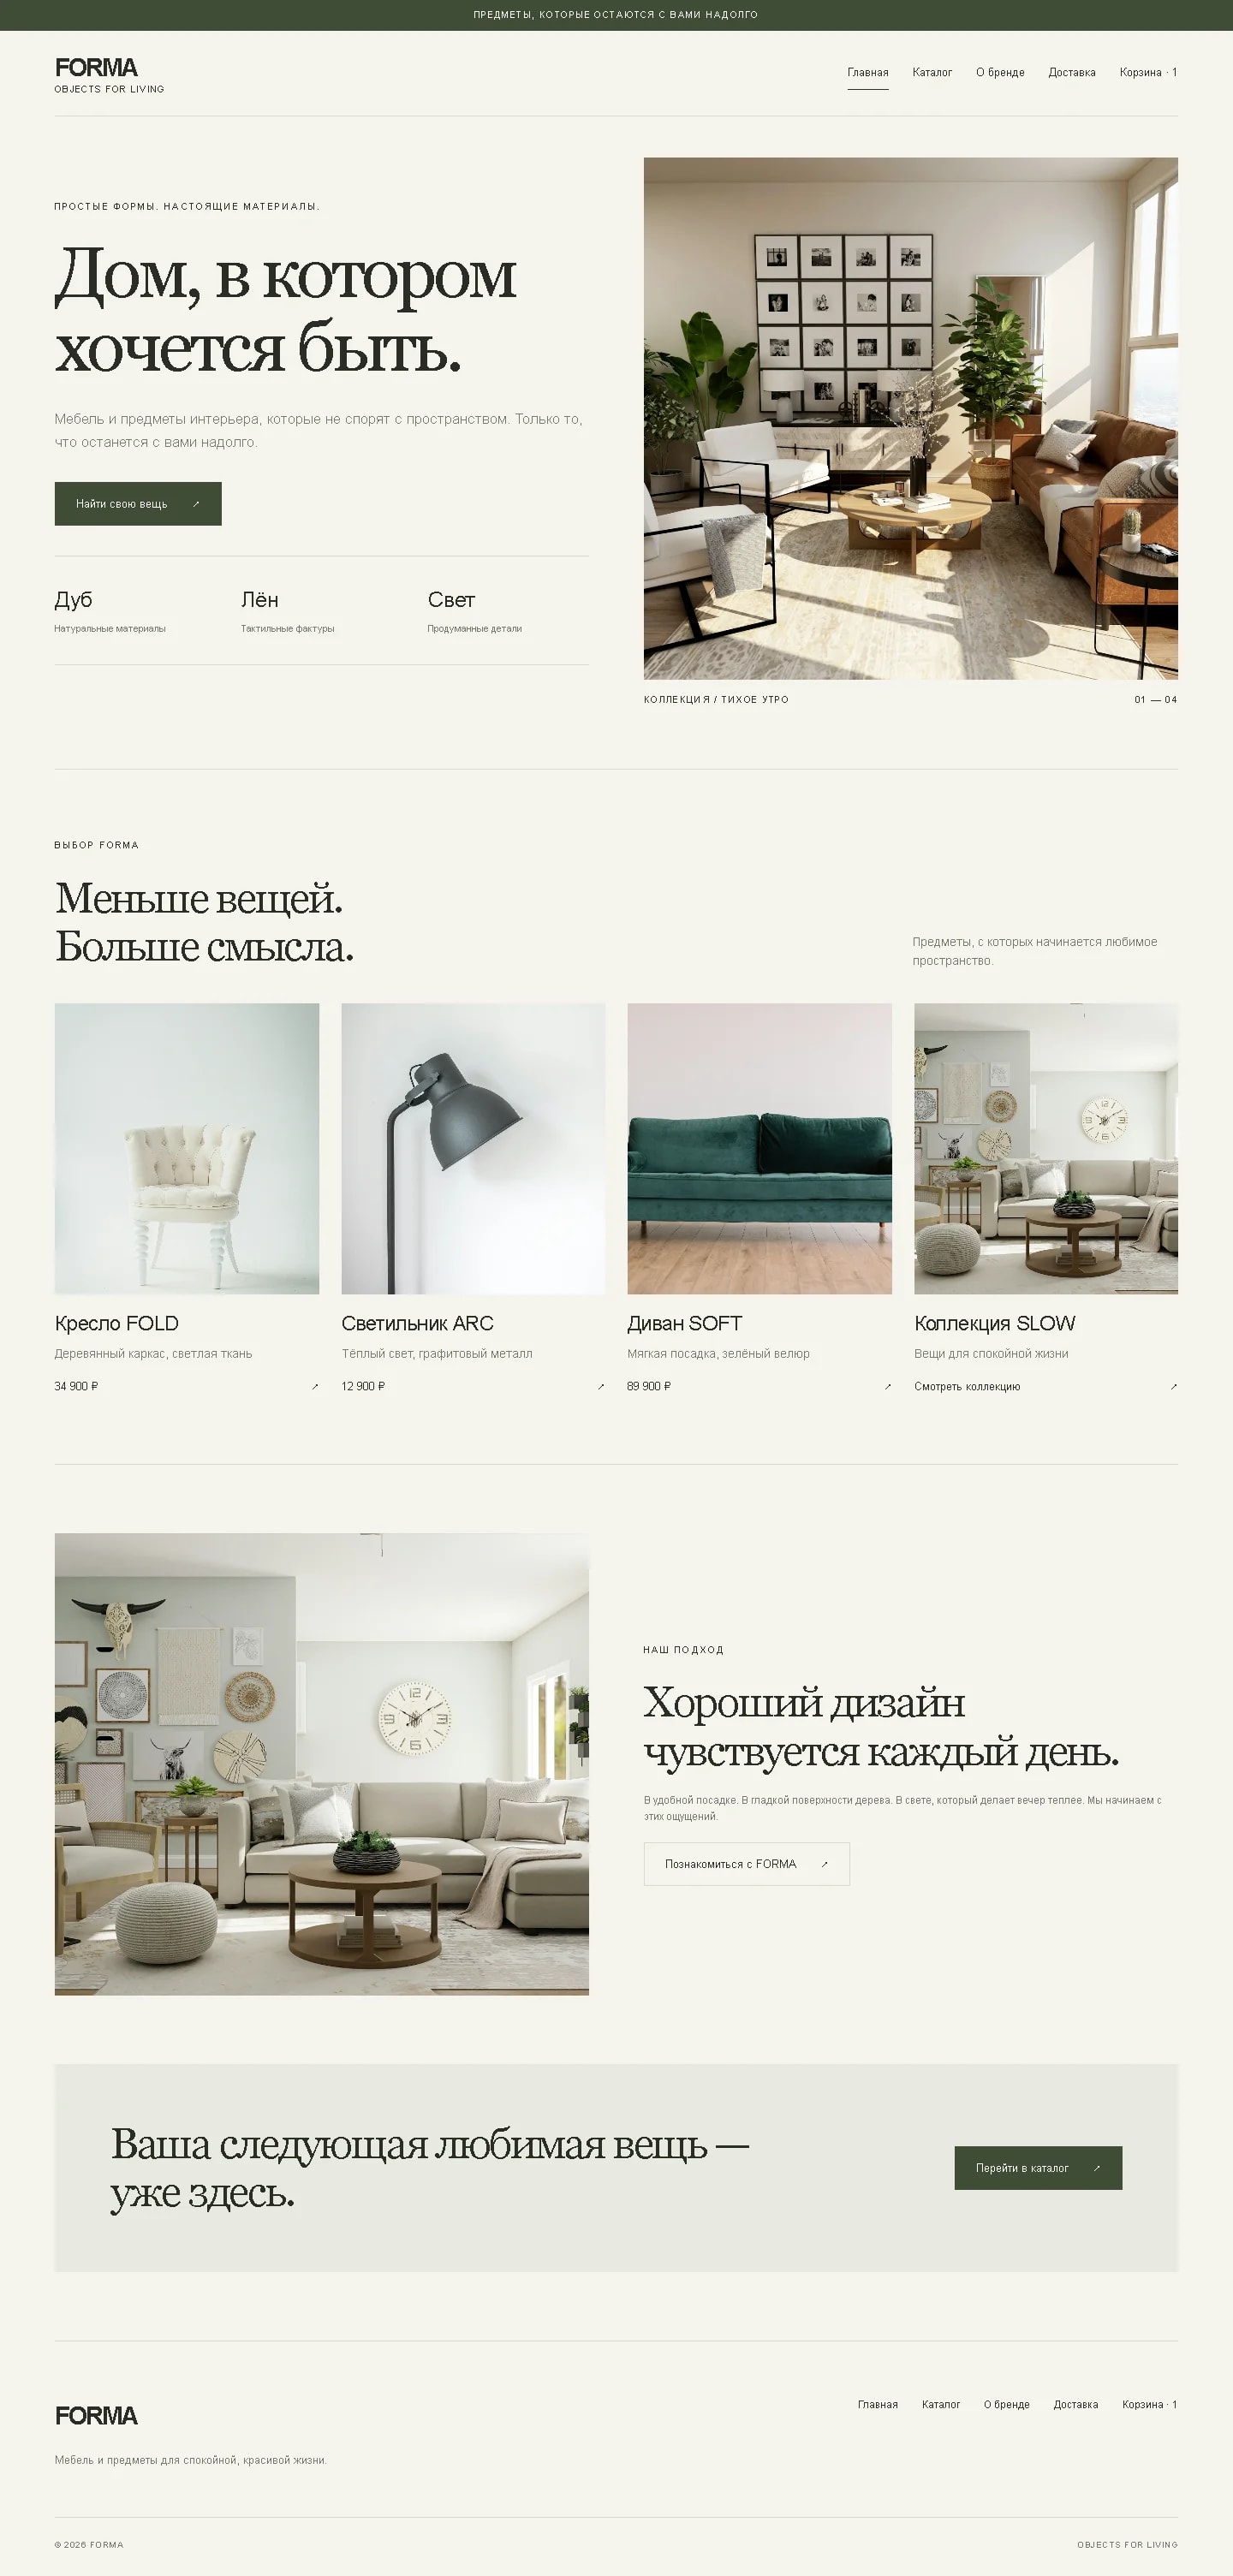 ПРЕДМЕТЫ, КОТОРЫЕ ОСТАЮТСЯ С ВАМИ НАДОЛГО
FORMA
OBJECTS FOR LIVING
Главная Каталог О бренде Доставка Корзина · 1
ПРОСТЫЕ ФОРМЫ. НАСТОЯЩИЕ МАТЕРИАЛЫ.
Дом, в котором
хочется быть.
Мебель и предметы интерьера, которые не спорят с пространством. Только то,
что останется с вами надолго.
Найти свою вещь ↗
Дуб Лён Свет
Натуральные материалы Тактильные фактуры Продуманные детали
КОЛЛЕКЦИЯ / ТИХОЕ УТРО 01 — 04
ВЫБОР FORMA
Меньше вещей.
Больше смысла.
Предметы, с которых начинается любимое
пространство.
Кресло FOLD
Деревянный каркас, светлая ткань
34 900 ₽ ↗
Светильник ARC
Тёплый свет, графитовый металл
12 900 ₽ ↗
Диван SOFT
Мягкая посадка, зелёный велюр
89 900 ₽ ↗
Коллекция SLOW
Вещи для спокойной жизни
Смотреть коллекцию ↗
НАШ ПОДХОД
Хороший дизайн
чувствуется каждый день.
В удобной посадке. В гладкой поверхности дерева. В свете, который делает вечер теплее. Мы начинаем с
этих ощущений.
Познакомиться с FORMA ↗
Ваша следующая любимая вещь —
уже здесь.
Перейти в каталог ↗
FORMA
Главная Каталог О бренде Доставка Корзина · 1
Мебель и предметы для спокойной, красивой жизни.
© 2026 FORMA OBJECTS FOR LIVING